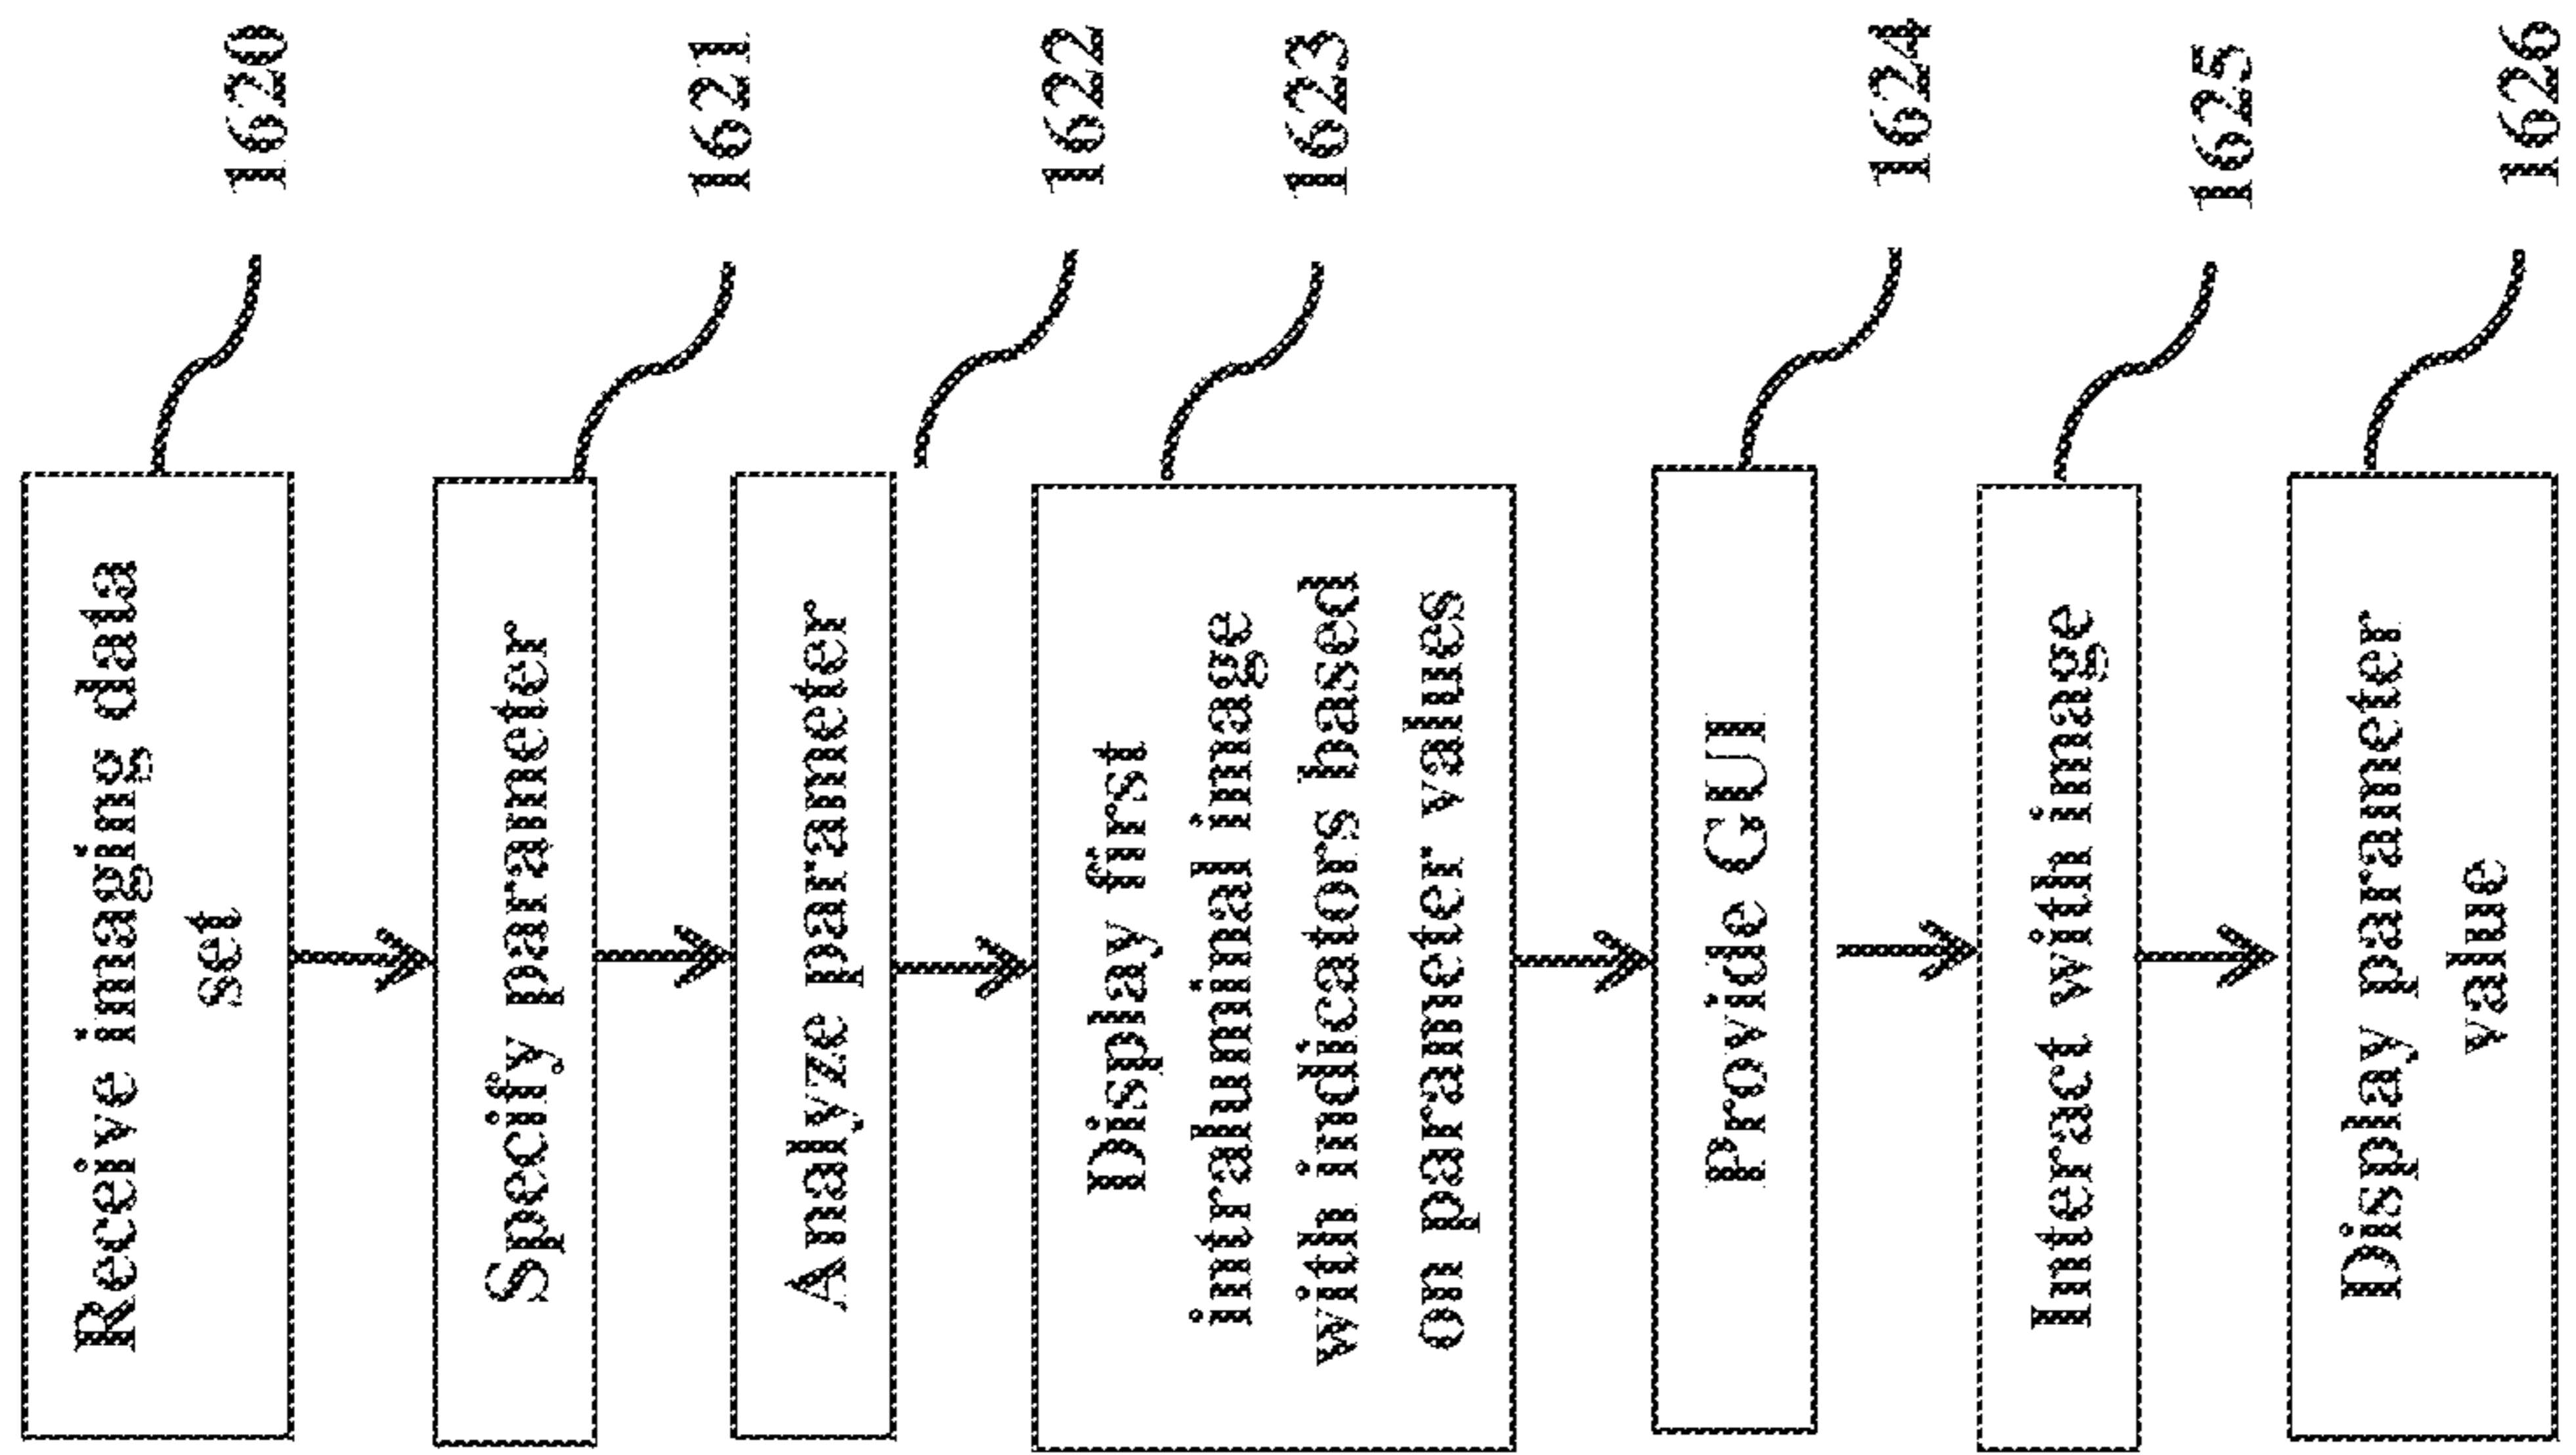 Receive imaging data
set
1620
Specify parameter
1621
Analyze parameter
1622
Display first
intraluminal image
with indicators based
on parameter values
1623
Provide GUI
1624
Interact with image
1625
Display parameter
value
1626